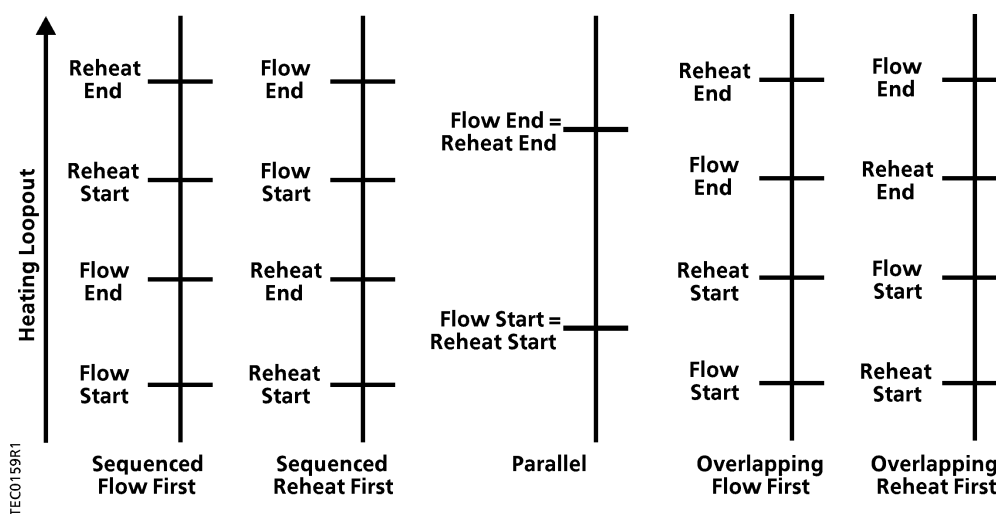 Heating Loopout
Reheat
End
Reheat
Start
Flow
End
Flow
Start
Sequenced
Flow First
Flow
End
Flow
Start
Reheat
End
Reheat
Start
Sequenced
Reheat First
Flow End =
Reheat End
Flow Start =
Reheat Start
Parallel
Reheat
End
Flow
End
Reheat
Start
Flow
Start
Overlapping
Flow First
Flow
End
Reheat
End
Flow
Start
Reheat
Start
Overlapping
Reheat First
TEC0159R1